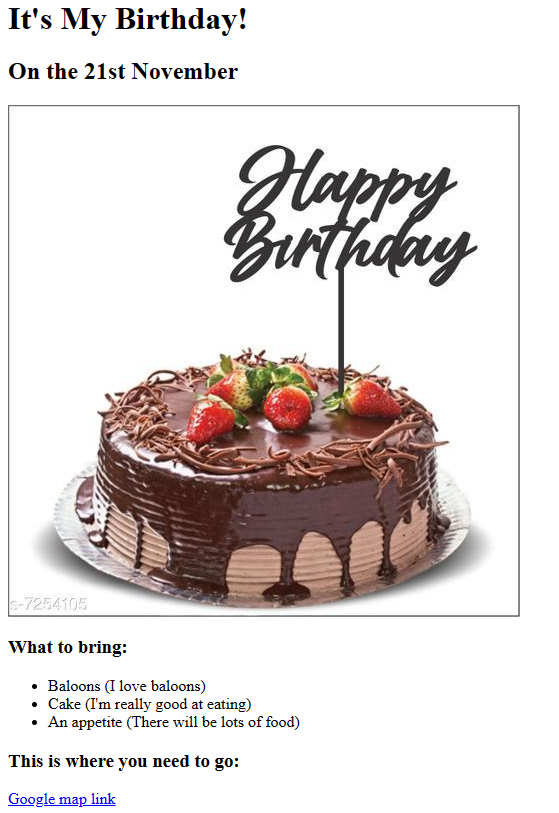 It's My Birthday!
On the 21st November
Happy
Birthday
s-7254105
What to bring:
Baloons (I love baloons)
Cake (I'm really good at eating)
An appetite (There will be lots of food)
This is where you need to go:
Google map link